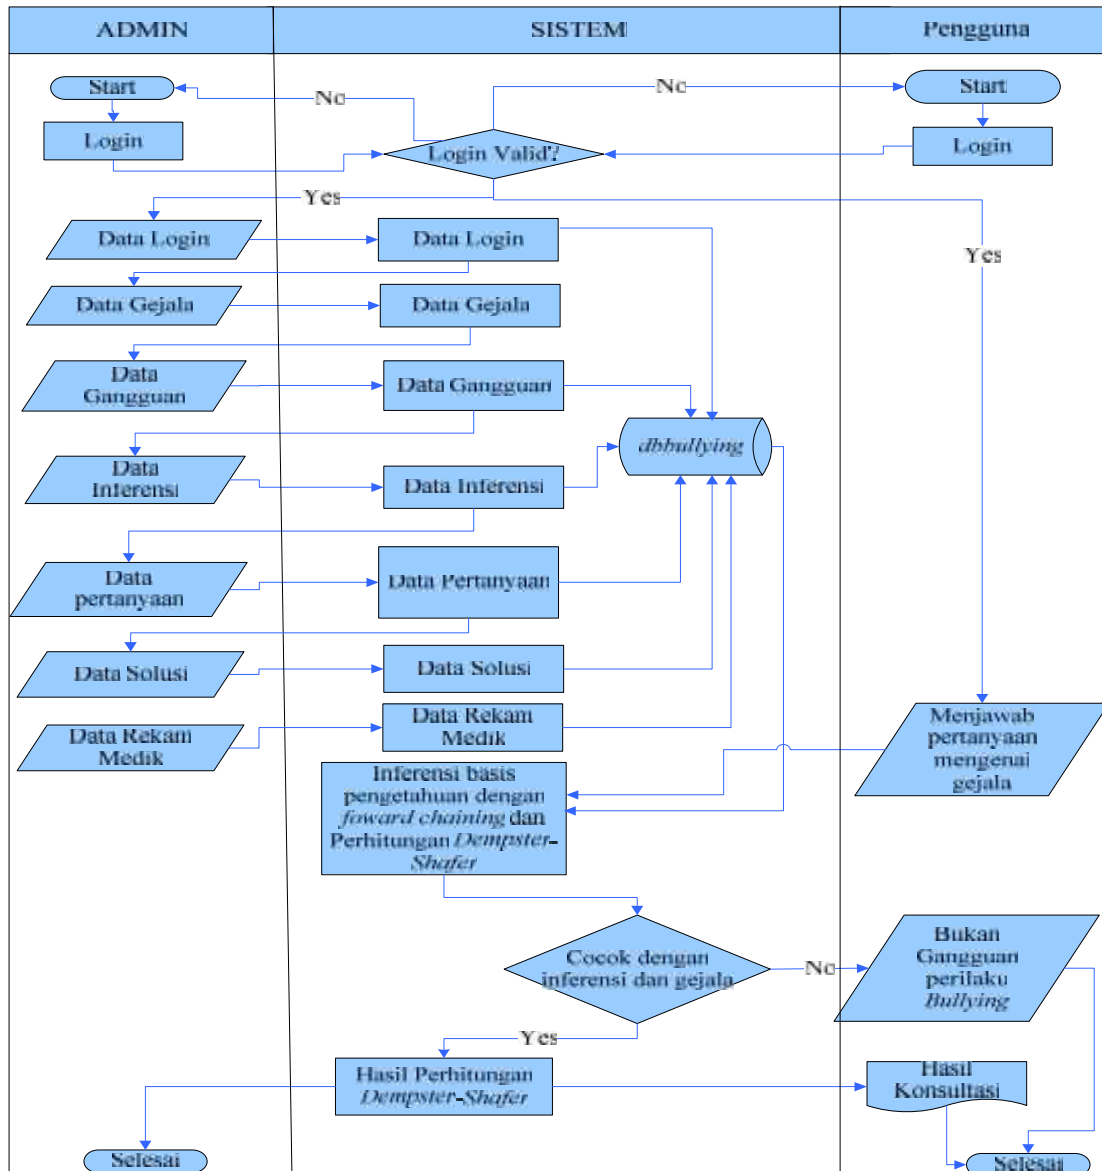 ADMIN
SISTEM
Pengguna
Start
No
No
Start
Login
Login Valid?
Login
Yes
Data Login
Data Login
Yes
Data Gejala
Data Gejala
Data
Gangguan
Data Gangguan
dbbullying
Data
Inferensi
Data Inferensi
Data
pertanyaan
Data Pertanyaan
Data Solusi
Data Solusi
Data Rekam
Medik
Data Rekam
Medik
Menjawab
pertanyaan
mengenai
gejala
Inferensi basis
pengetahuan dengan
foward chaining dan
Perhitungan Dempster-
Shafer
Cocok dengan
inferensi dan gejala
No
Bukan
Gangguan
perilaku
Bullying
Yes
Hasil Perhitungan
Dempster-Shafer
Hasil
Konsultasi
Selesai
Selesai